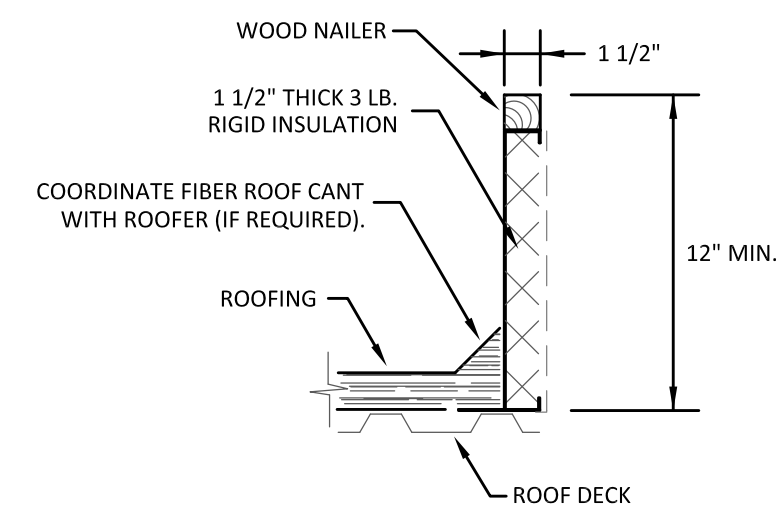 WOOD NAILER
1 1/2"
1 1/2" THICK 3 LB.
RIGID INSULATION
COORDINATE FIBER ROOF CANT
WITH ROOFER (IF REQUIRED).
12" MIN.
ROOFING
ROOF DECK